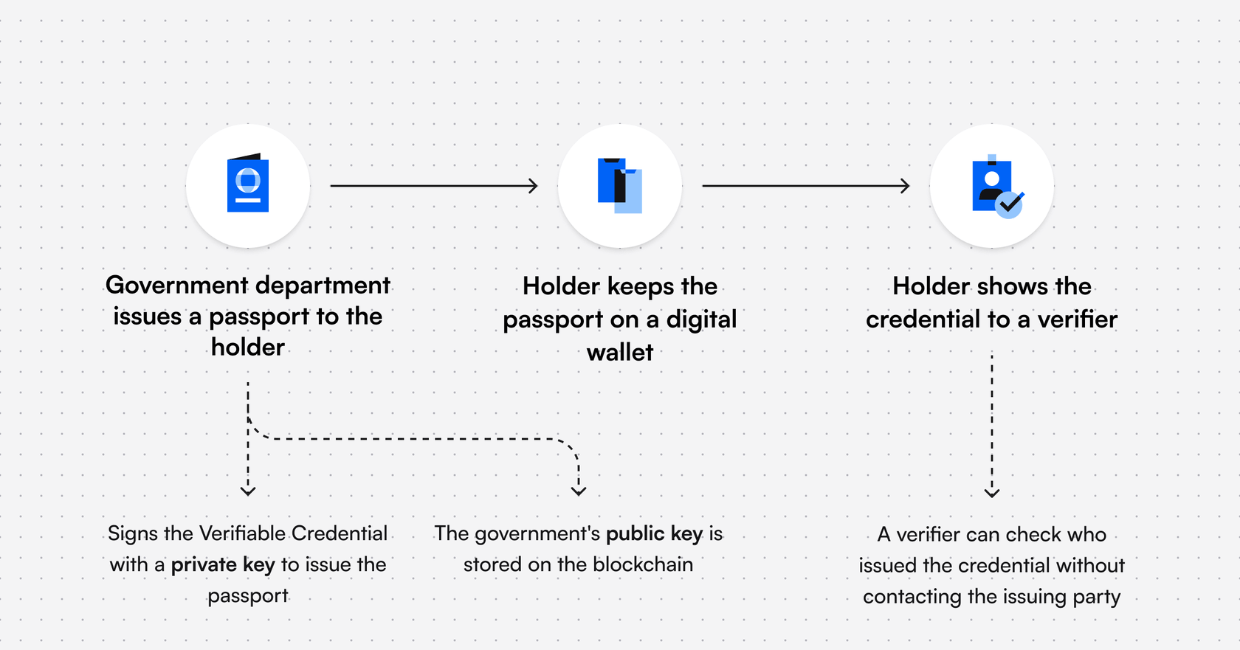 Government department
issues a passport to the
holder
Holder keeps the
passport on a digital
wallet
Holder shows the
credential to a verifier
Signs the Verifiable Credential
with a private key to issue the
passport
The government's public key is
stored on the blockchain
A verifier can check who
issued the credential without
contacting the issuing party